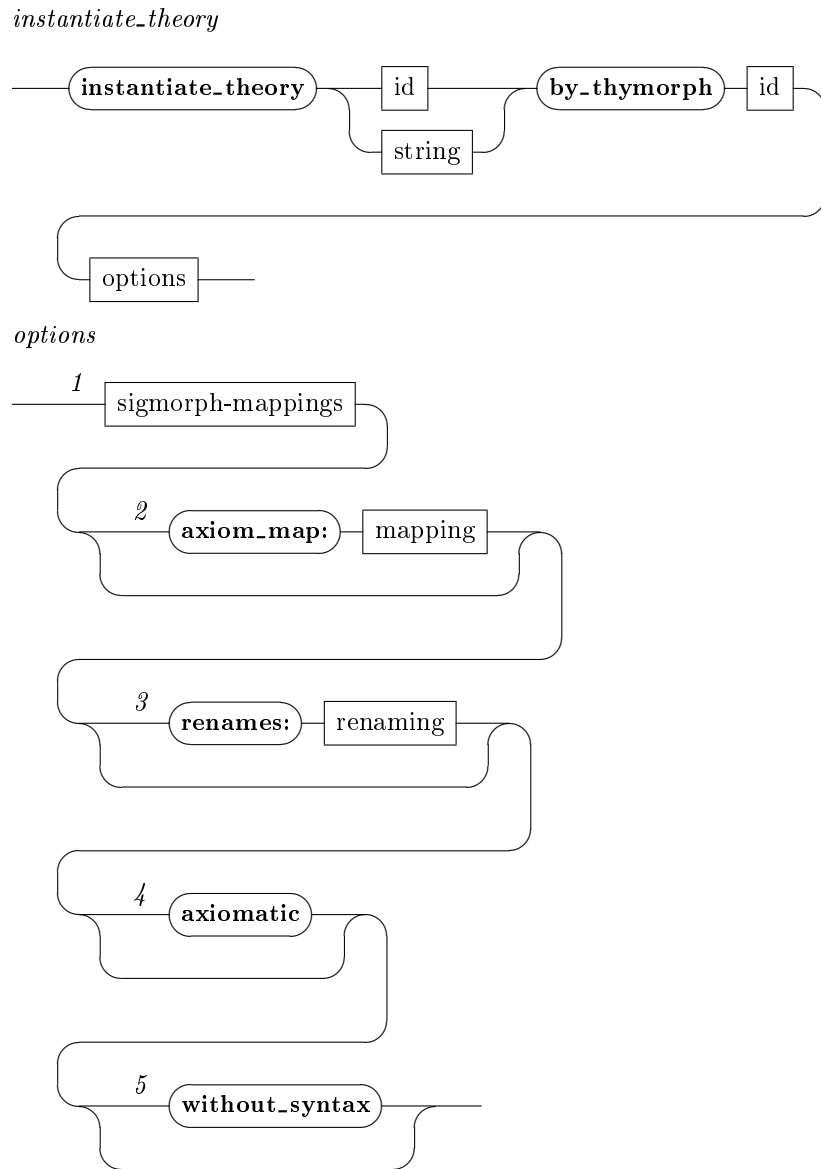 instantiate_theory
instantiate_theory id by_thymorph id
string
options
options
1 sigmorph-mappings
2 axiom_map: mapping
3 renames: renaming
4 axiomatic
5 without_syntax